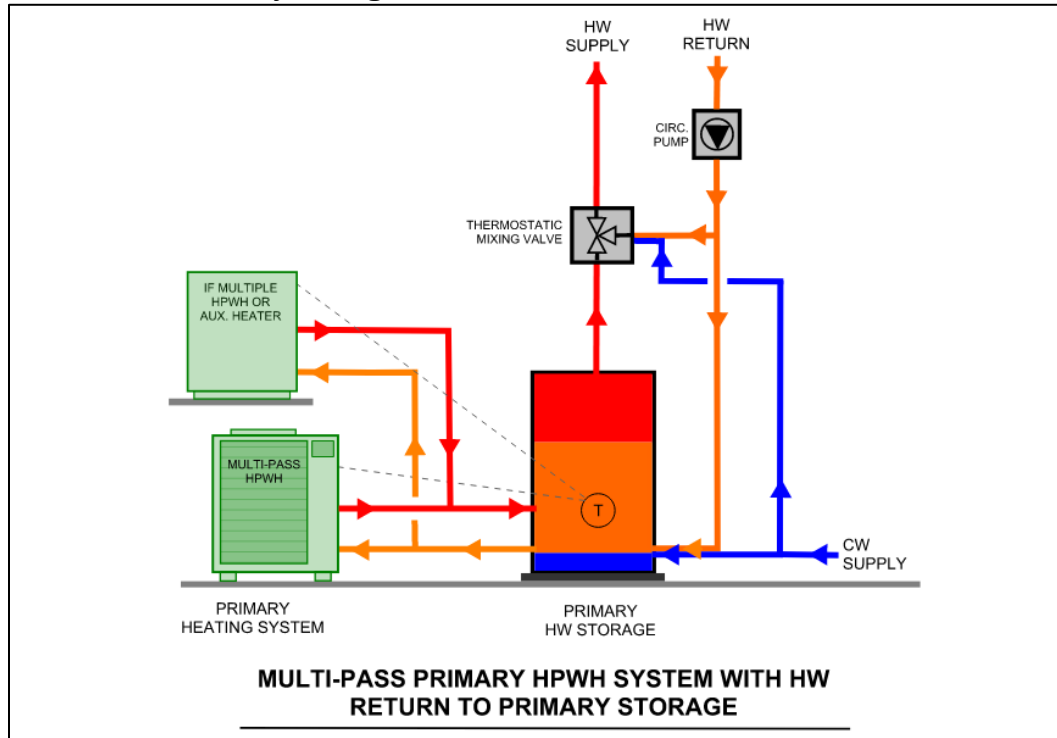 HW
SUPPLY
HW
RETURN
CIRC.
PUMP
THERMOSTATIC
MIXING VALVE
IF MULTIPLE
HPWH OR
AUX. HEATER
MULTI-PASS
HPWH
T
CW
SUPPLY
PRIMARY
HEATING SYSTEM
PRIMARY
HW STORAGE
MULTI-PASS PRIMARY HPWH SYSTEM WITH HW
RETURN TO PRIMARY STORAGE